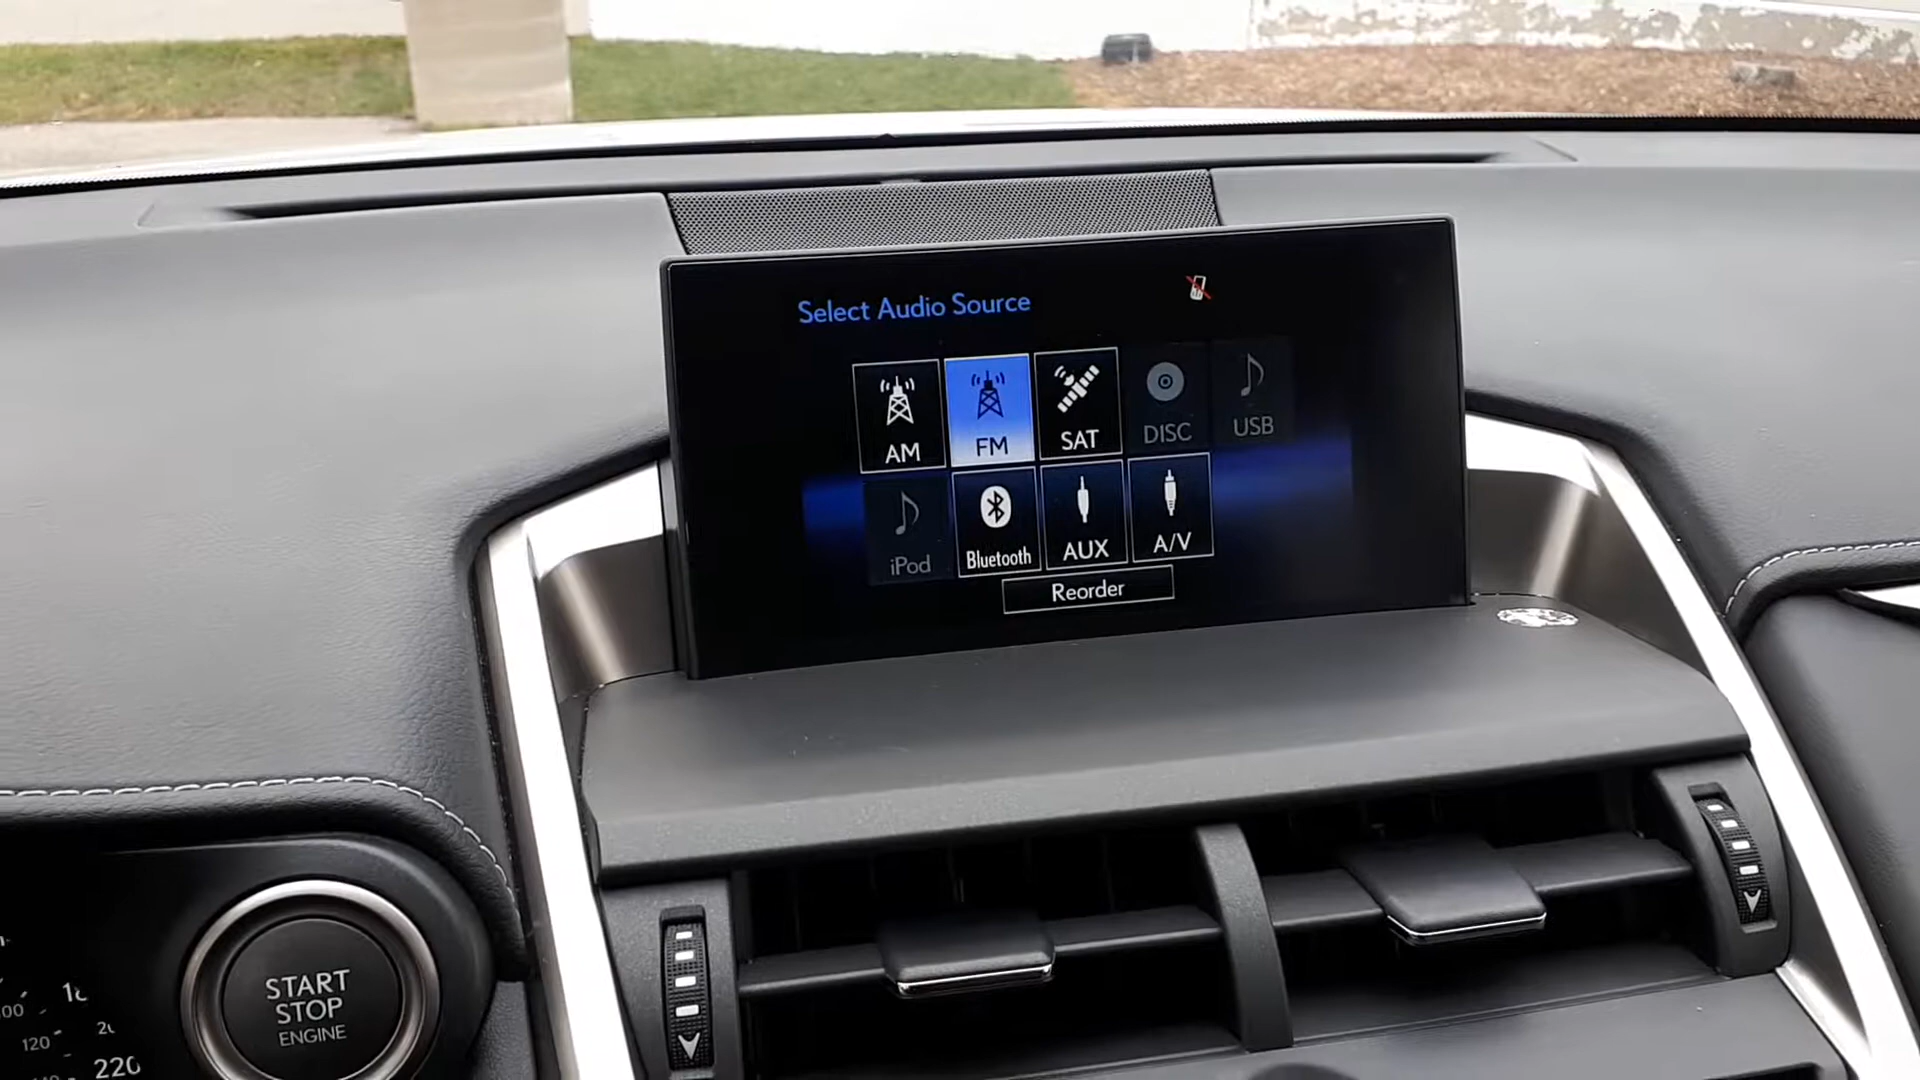 Select Audio Source
AM
FM
SAT
DISC
USB
iPod
Bluetooth
AUX
A/V
Reorder
START
STOP
ENGINE
120
220